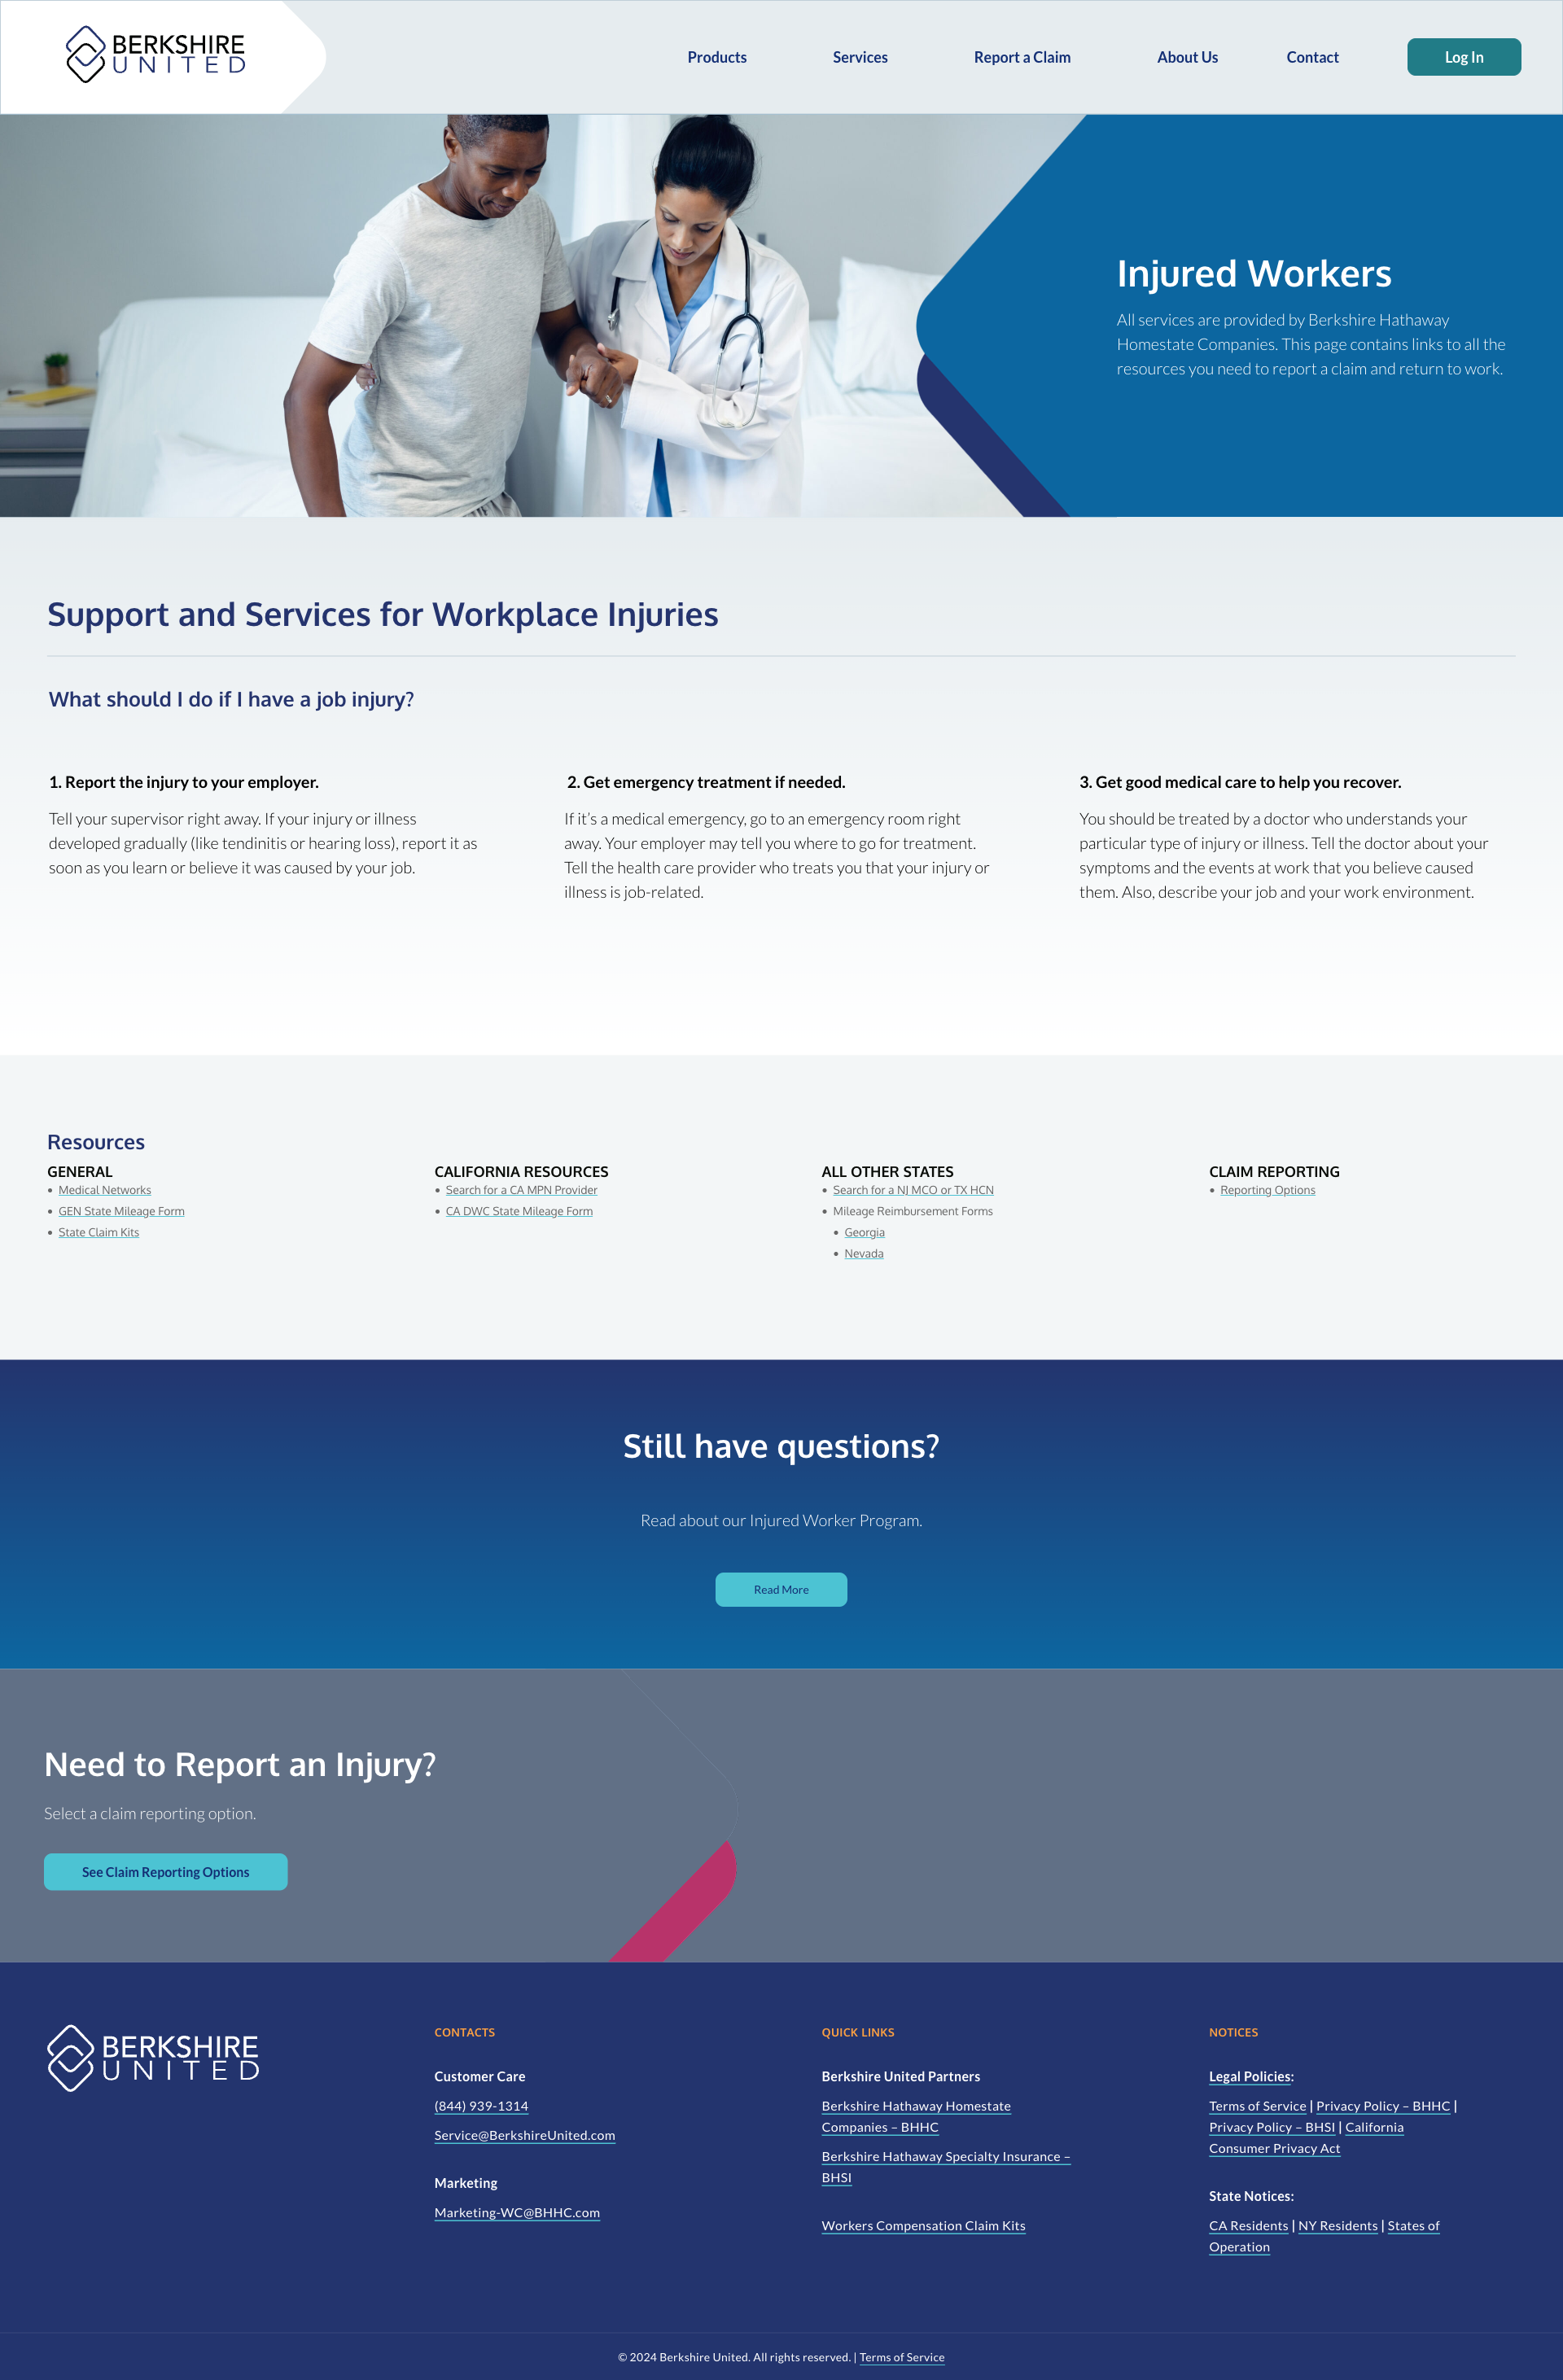 BERKSHIRE
UNITED
Products
Services
Report a Claim
About Us
Contact
Log In
Injured Workers
All services are provided by Berkshire Hathaway
Homestate Companies. This page contains links to all the
resources you need to report a claim and return to work.
Support and Services for Workplace Injuries
What should I do if I have a job injury?
1. Report the injury to your employer.
Tell your supervisor right away. If your injury or illness
developed gradually (like tendinitis or hearing loss), report it as
soon as you learn or believe it was caused by your job.
2. Get emergency treatment if needed.
If it’s a medical emergency, go to an emergency room right
away. Your employer may tell you where to go for treatment.
Tell the health care provider who treats you that your injury or
illness is job-related.
3. Get good medical care to help you recover.
You should be treated by a doctor who understands your
particular type of injury or illness. Tell the doctor about your
symptoms and the events at work that you believe caused
them. Also, describe your job and your work environment.
Resources
GENERAL
• Medical Networks
• GEN State Mileage Form
• State Claim Kits
CALIFORNIA RESOURCES
• Search for a CA MPN Provider
• CA DWC State Mileage Form
ALL OTHER STATES
• Search for a NJ MCO or TX HCN
• Mileage Reimbursement Forms
• Georgia
• Nevada
CLAIM REPORTING
• Reporting Options
Still have questions?
Read about our Injured Worker Program.
Read More
Need to Report an Injury?
Select a claim reporting option.
See Claim Reporting Options
BERKSHIRE
UNITED
CONTACTS
Customer Care
(844) 939-1314
Service@BerkshireUnited.com
Marketing
Marketing-WC@BHHC.com
QUICK LINKS
Berkshire United Partners
Berkshire Hathaway Homestate
Companies – BHHC
Berkshire Hathaway Specialty Insurance –
BHSI
Workers Compensation Claim Kits
NOTICES
Legal Policies:
Terms of Service | Privacy Policy – BHHC |
Privacy Policy – BHSI | California
Consumer Privacy Act
State Notices:
CA Residents | NY Residents | States of
Operation
© 2024 Berkshire United. All rights reserved. | Terms of Service